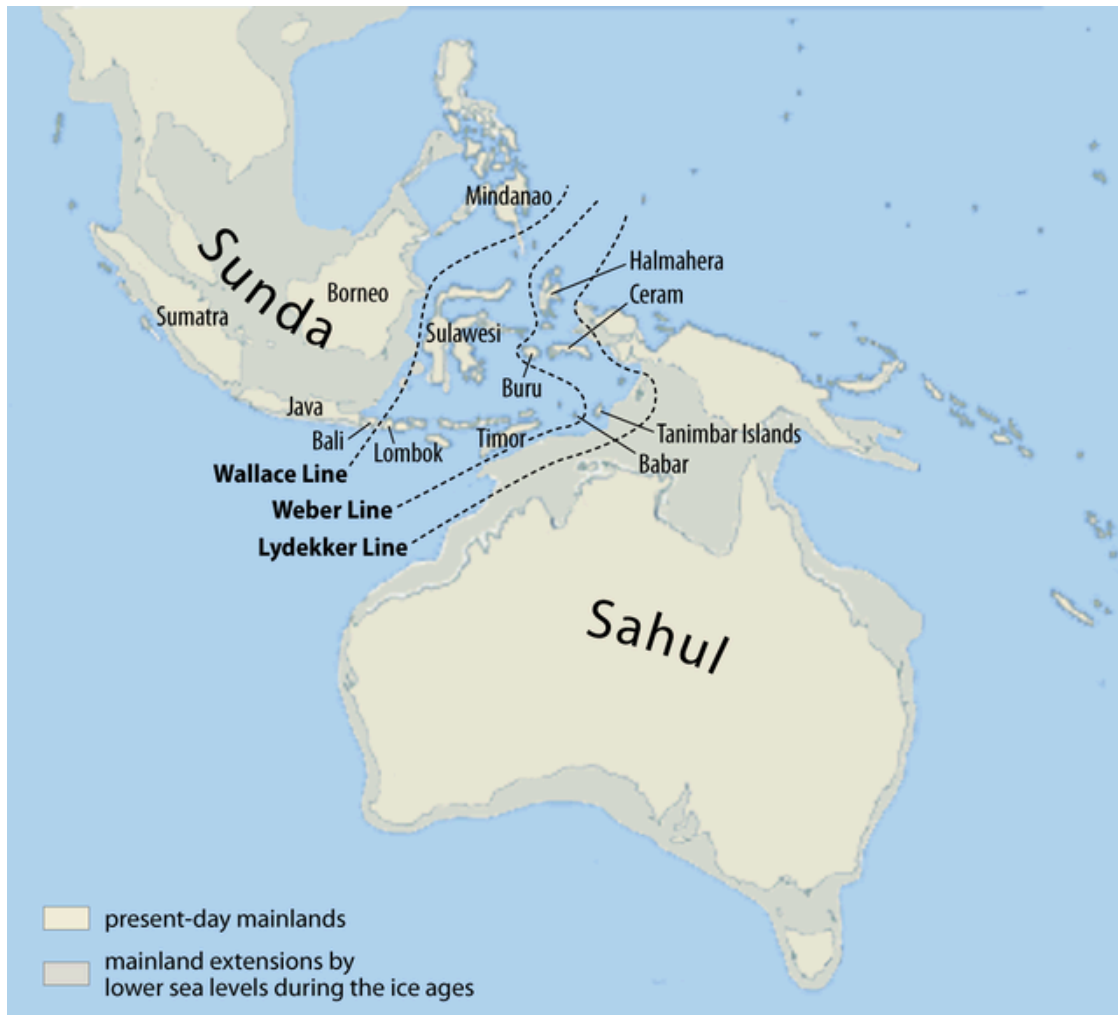 Mindanao
Sunda
Halmahera
Ceram
Borneo
Sumatra
Sulawesi
Buru
Java
Bali
Lombok
Timor
Tanimbar Islands
Babar
Wallace Line
Weber Line
Lydekker Line
Sahul
present-day mainlands
mainland extensions by
lower sea levels during the ice ages